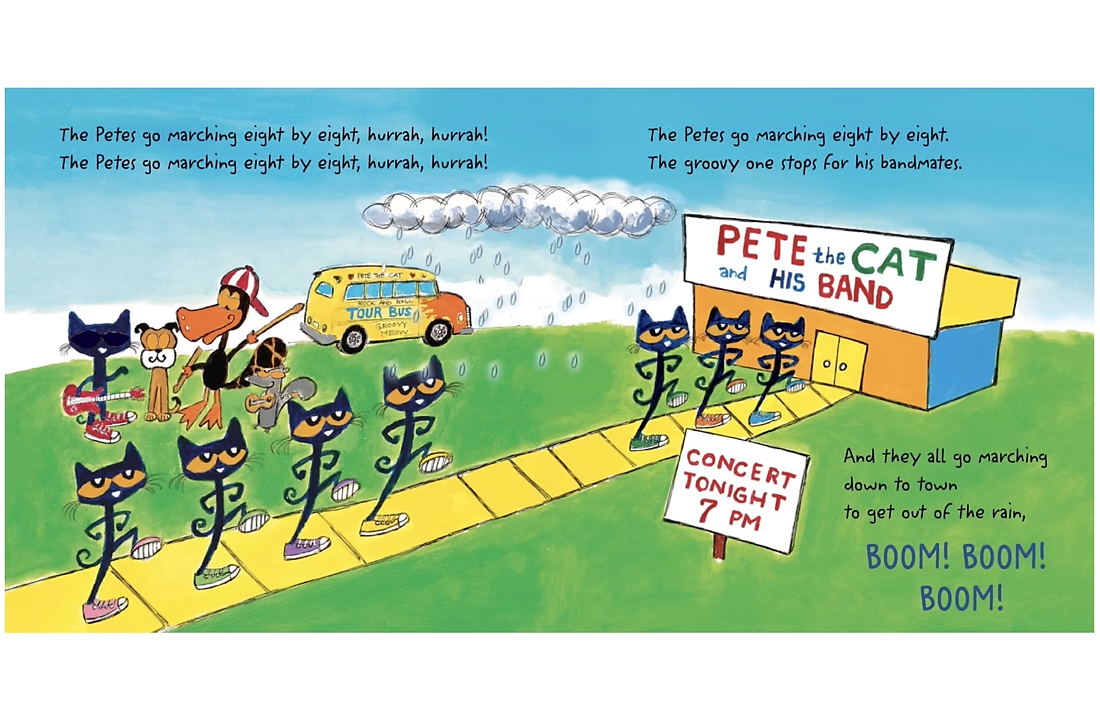 The Petes go marching eight by eight, hurrah, hurrah!
The Petes go marching eight by eight, hurrah, hurrah!
The Petes go marching eight by eight.
The groovy one stops for his bandmates.
PETE the CAT
and HIS BAND
PETE THE CAT
ROCK AND ROLL
TOUR BUS
GROOVY
MEOW
CONCERT
TONIGHT
7 PM
And they all go marching
down to town
to get out of the rain,
BOOM! BOOM!
BOOM!